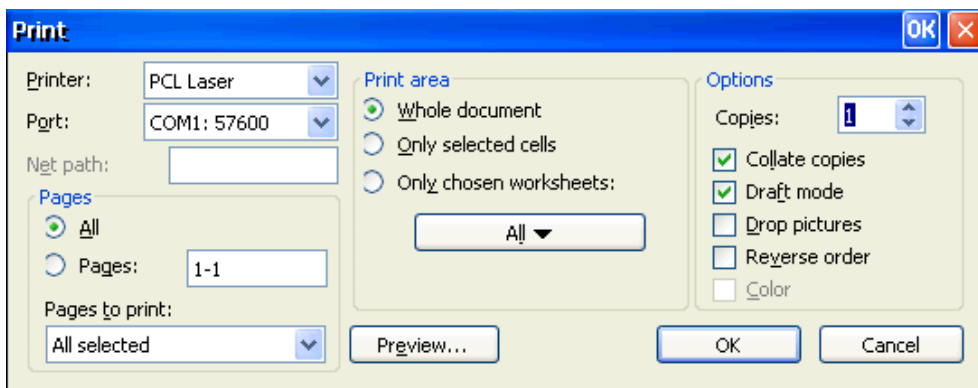 Print OK
Printer: PCL Laser
Port: COM1: 57600
Net path:
Pages
All
Pages: 1-1
Pages to print:
All selected
Print area
Whole document
Only selected cells
Only chosen worksheets:
All
Preview...
Options
Copies: 1
Collate copies
Draft mode
Drop pictures
Reverse order
Color
OK Cancel